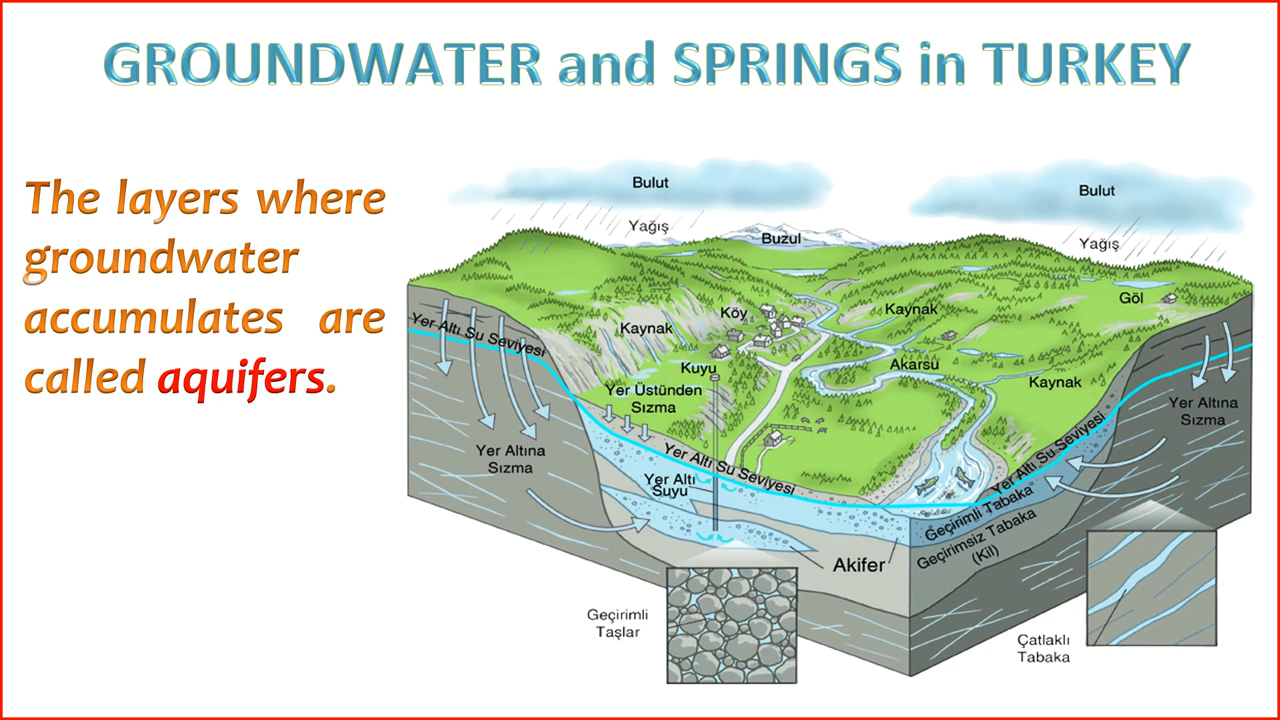 GROUNDWATER and SPRINGS in TURKEY
The layers where
groundwater
accumulates are
called aquifers.
Bulut
Bulut
Yağış
Buzul
Yağış
Göl
Köy
Kaynak
Kaynak
Yer Altı Su Seviyesi
Kuyu
Akarsu
Kaynak
Yer Üstünden
Sızma
Yer Altına
Sızma
Yer Altına
Sızma
Yer Altı Su Seviyesi
Yer Altı Su Seviyesi
Yer Altı
Suyu
Geçirimli Tabaka
Geçirimsiz Tabaka
(Kil)
Akifer
Geçirimli
Taşlar
Çatlaklı
Tabaka